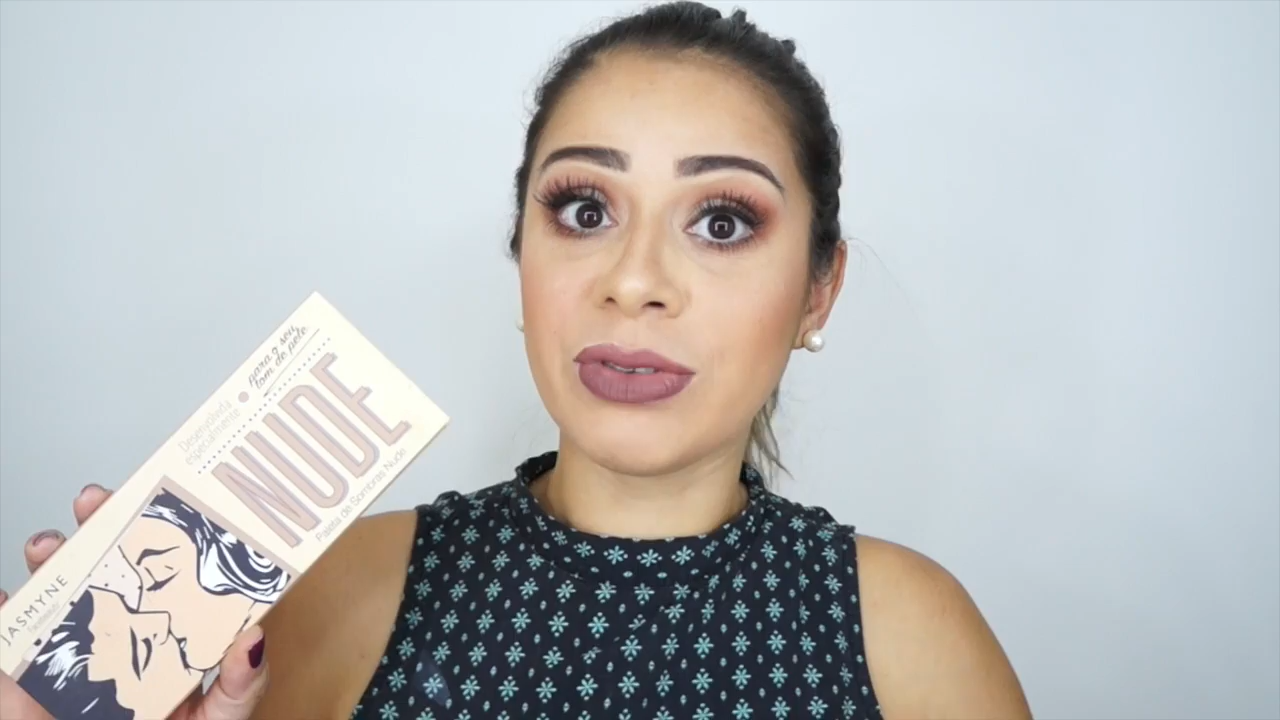 Desenvolvida
especialmente
para o seu
tom de pele
NUDE
Paleta de Sombras Nude
JASMYNE